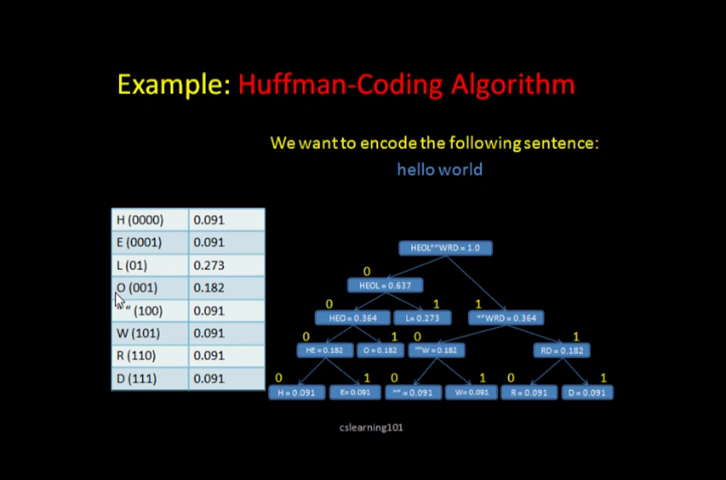 Example: Huffman-Coding Algorithm
We want to encode the following sentence:
hello world
H (0000) 0.091
E (0001) 0.091
L (01) 0.273
O (001) 0.182
"" (100) 0.091
W (101) 0.091
R (110) 0.091
D (111) 0.091
HEOL""WRD = 1.0
0
HEOL = 0.637
0 1 1
HEO = 0.364 L= 0.273 ""WRD = 0.364
0 1 0 1
HE = 0.182 O = 0.182 ""W = 0.182 RD = 0.182
0 1 0 1 0 1
H = 0.091 E= 0.091 "" = 0.091 W= 0.091 R = 0.091 D = 0.091
cslearning101